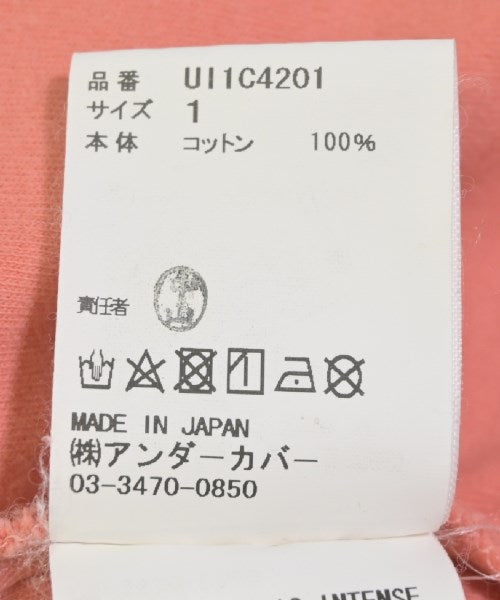 品番 UI1C4201
サイズ 1
本体 コットン 100%
責任者
MADE IN JAPAN
㈱アンダーカバー
03-3470-0850
INTENSE